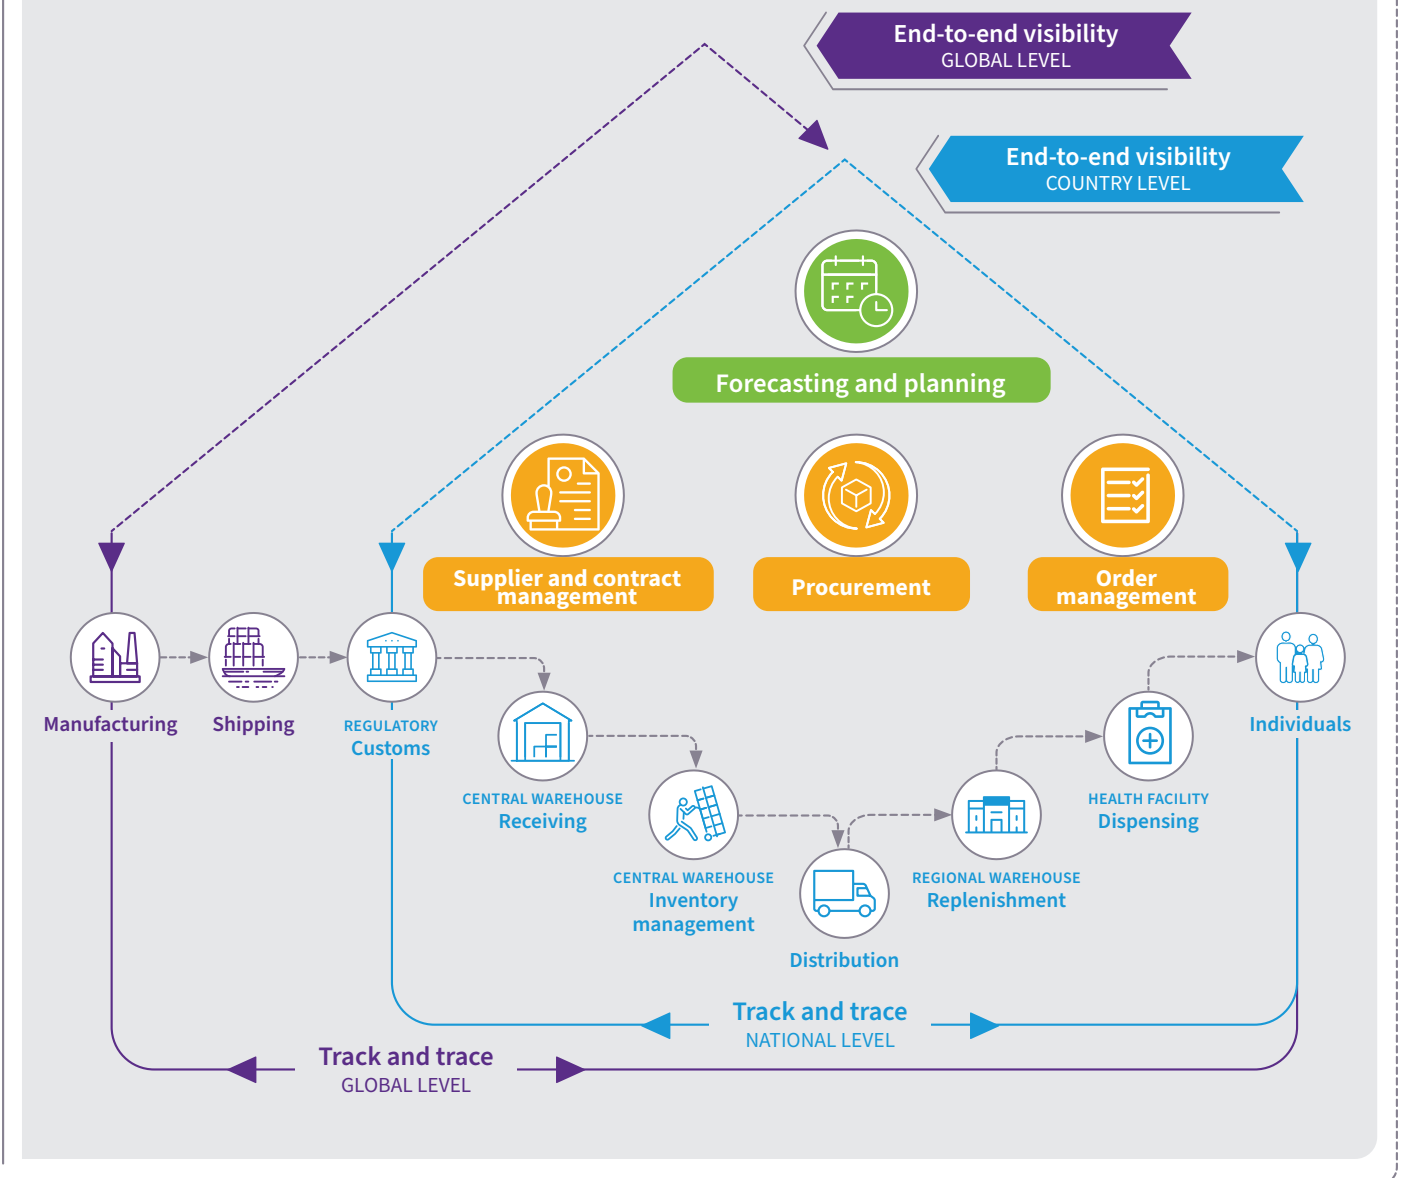 End-to-end visibility
GLOBAL LEVEL
End-to-end visibility
COUNTRY LEVEL
Forecasting and planning
Supplier and contract
management
Procurement
Order
management
Manufacturing
Shipping
REGULATORY
Customs
CENTRAL WAREHOUSE
Receiving
CENTRAL WAREHOUSE
Inventory
management
Distribution
REGIONAL WAREHOUSE
Replenishment
HEALTH FACILITY
Dispensing
Individuals
Track and trace
NATIONAL LEVEL
Track and trace
GLOBAL LEVEL